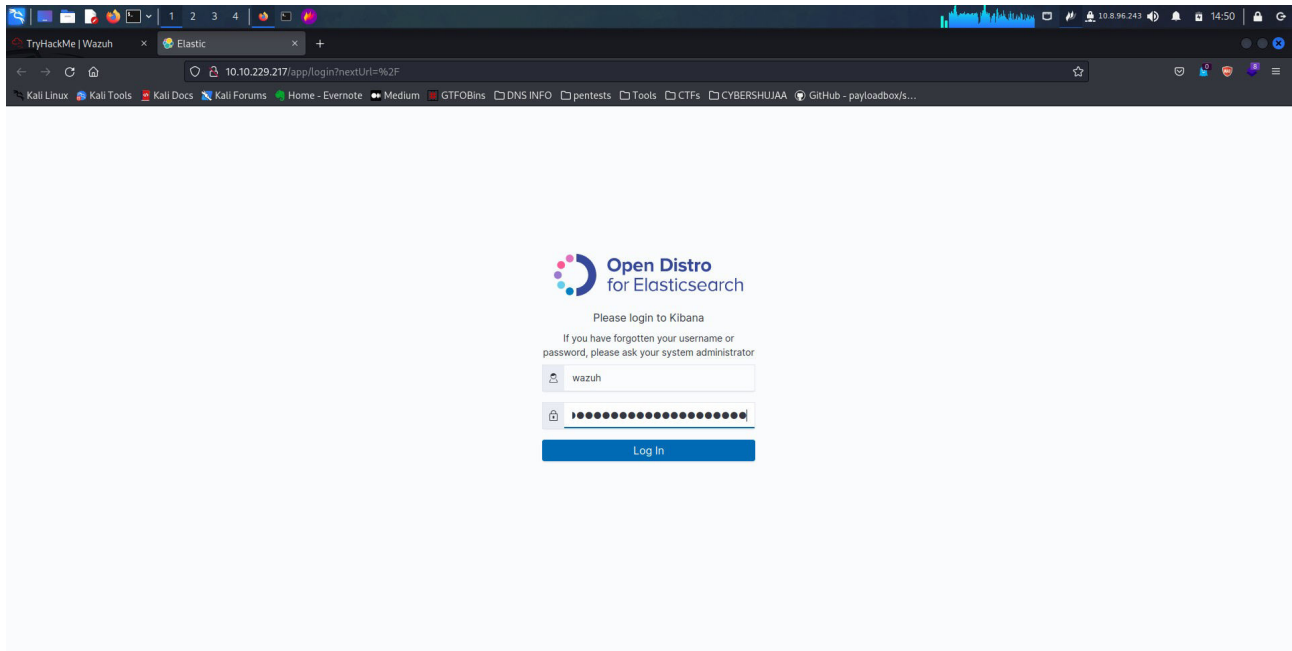 1 2 3 4 10.8.96.243 14:50
TryHackMe | Wazuh × Elastic × +
10.10.229.217/app/login?nextUrl=%2F
Kali Linux Kali Tools Kali Docs Kali Forums Home - Evernote Medium GTFOBins DNS INFO pentests Tools CTFs CYBERSHUJAA GitHub - payloadbox/s...
Open Distro
for Elasticsearch
Please login to Kibana
If you have forgotten your username or
password, please ask your system administrator
wazuh
Log In